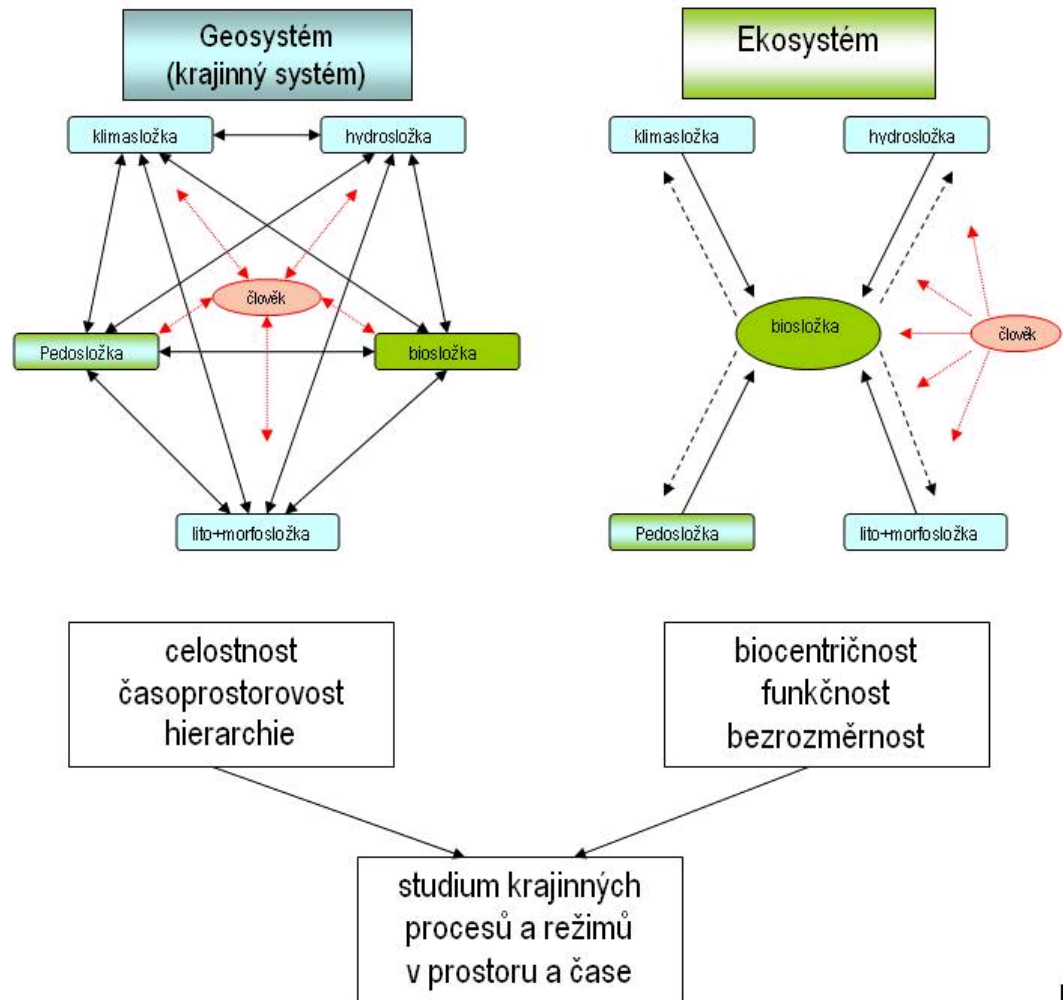 Geosystém
(krajinný systém)
Ekosystém
klimasložka
hydrosložka
klimasložka
hydrosložka
člověk
biosložka
člověk
Pedosložka
biosložka
lito+morfosložka
Pedosložka
lito+morfosložka
celostnost
časoprostorovost
hierarchie
biocentričnost
funkčnost
bezrozměrnost
studium krajinných
procesů a režimů
v prostoru a čase